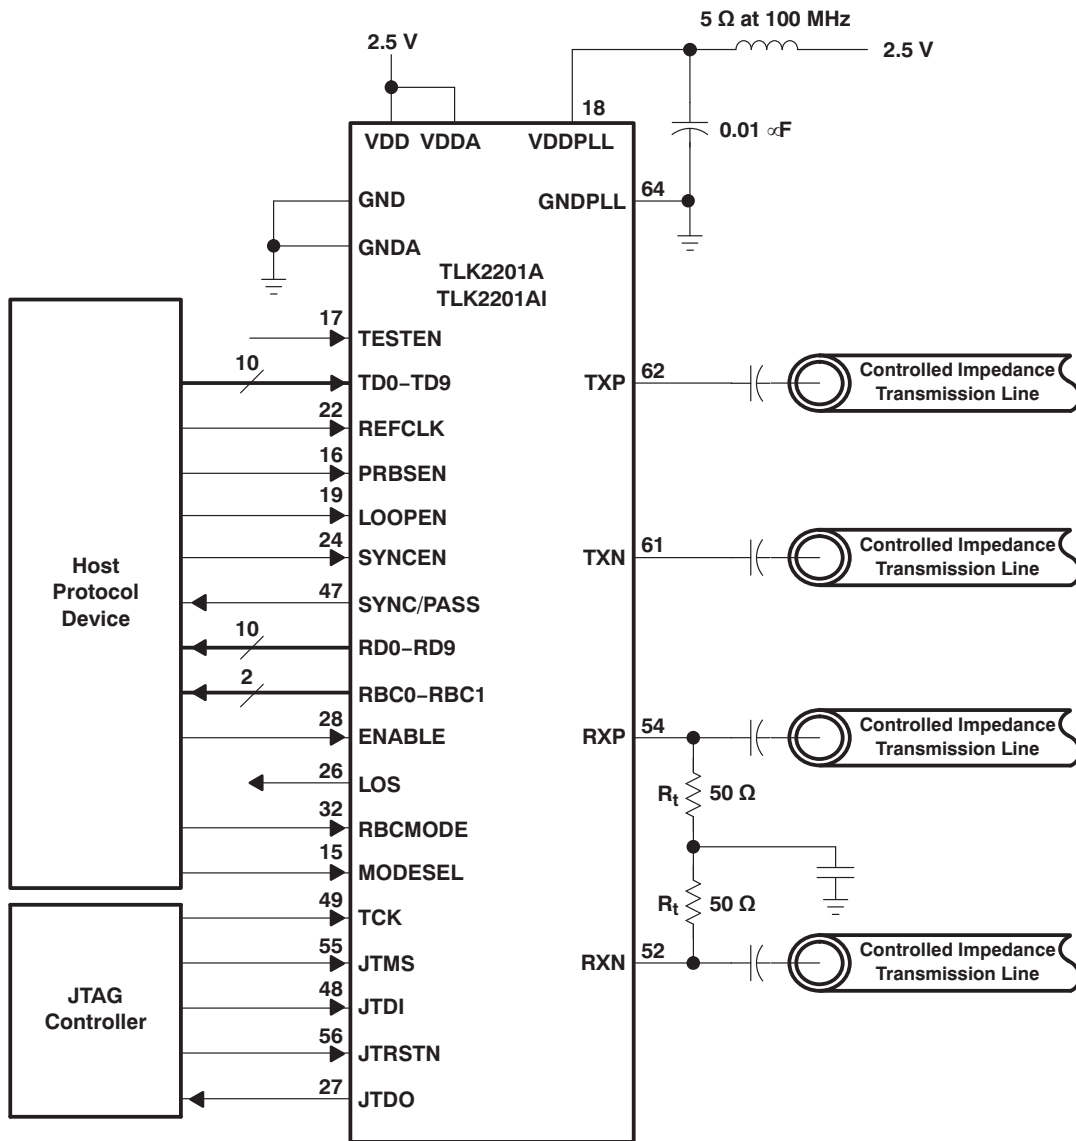 5 Ω at 100 MHz
2.5 V
2.5 V
18
0.01 ∝F
VDD VDDA VDDPLL
GND
GNDPLL
64
GNDA
TLK2201A
TLK2201AI
17
TESTEN
10
TD0–TD9
22
REFCLK
16
PRBSEN
19
LOOPEN
24
SYNCEN
47
SYNC/PASS
10
RD0–RD9
2
RBC0–RBC1
28
ENABLE
26
LOS
32
RBCMODE
15
MODESEL
49
TCK
55
JTMS
48
JTDI
56
JTRSTN
27
JTDO
Host
Protocol
Device
JTAG
Controller
TXP
62
Controlled Impedance
Transmission Line
TXN
61
Controlled Impedance
Transmission Line
RXP
54
Controlled Impedance
Transmission Line
Rt 50 Ω
Rt 50 Ω
RXN
52
Controlled Impedance
Transmission Line